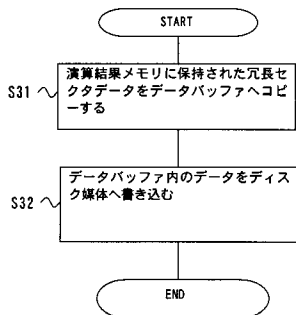 START
S31
演算結果メモリに保持された冗長セ
クタデータをデータバッファへコピ
ーする
S32
データバッファ内のデータをディス
ク媒体へ書き込む
END